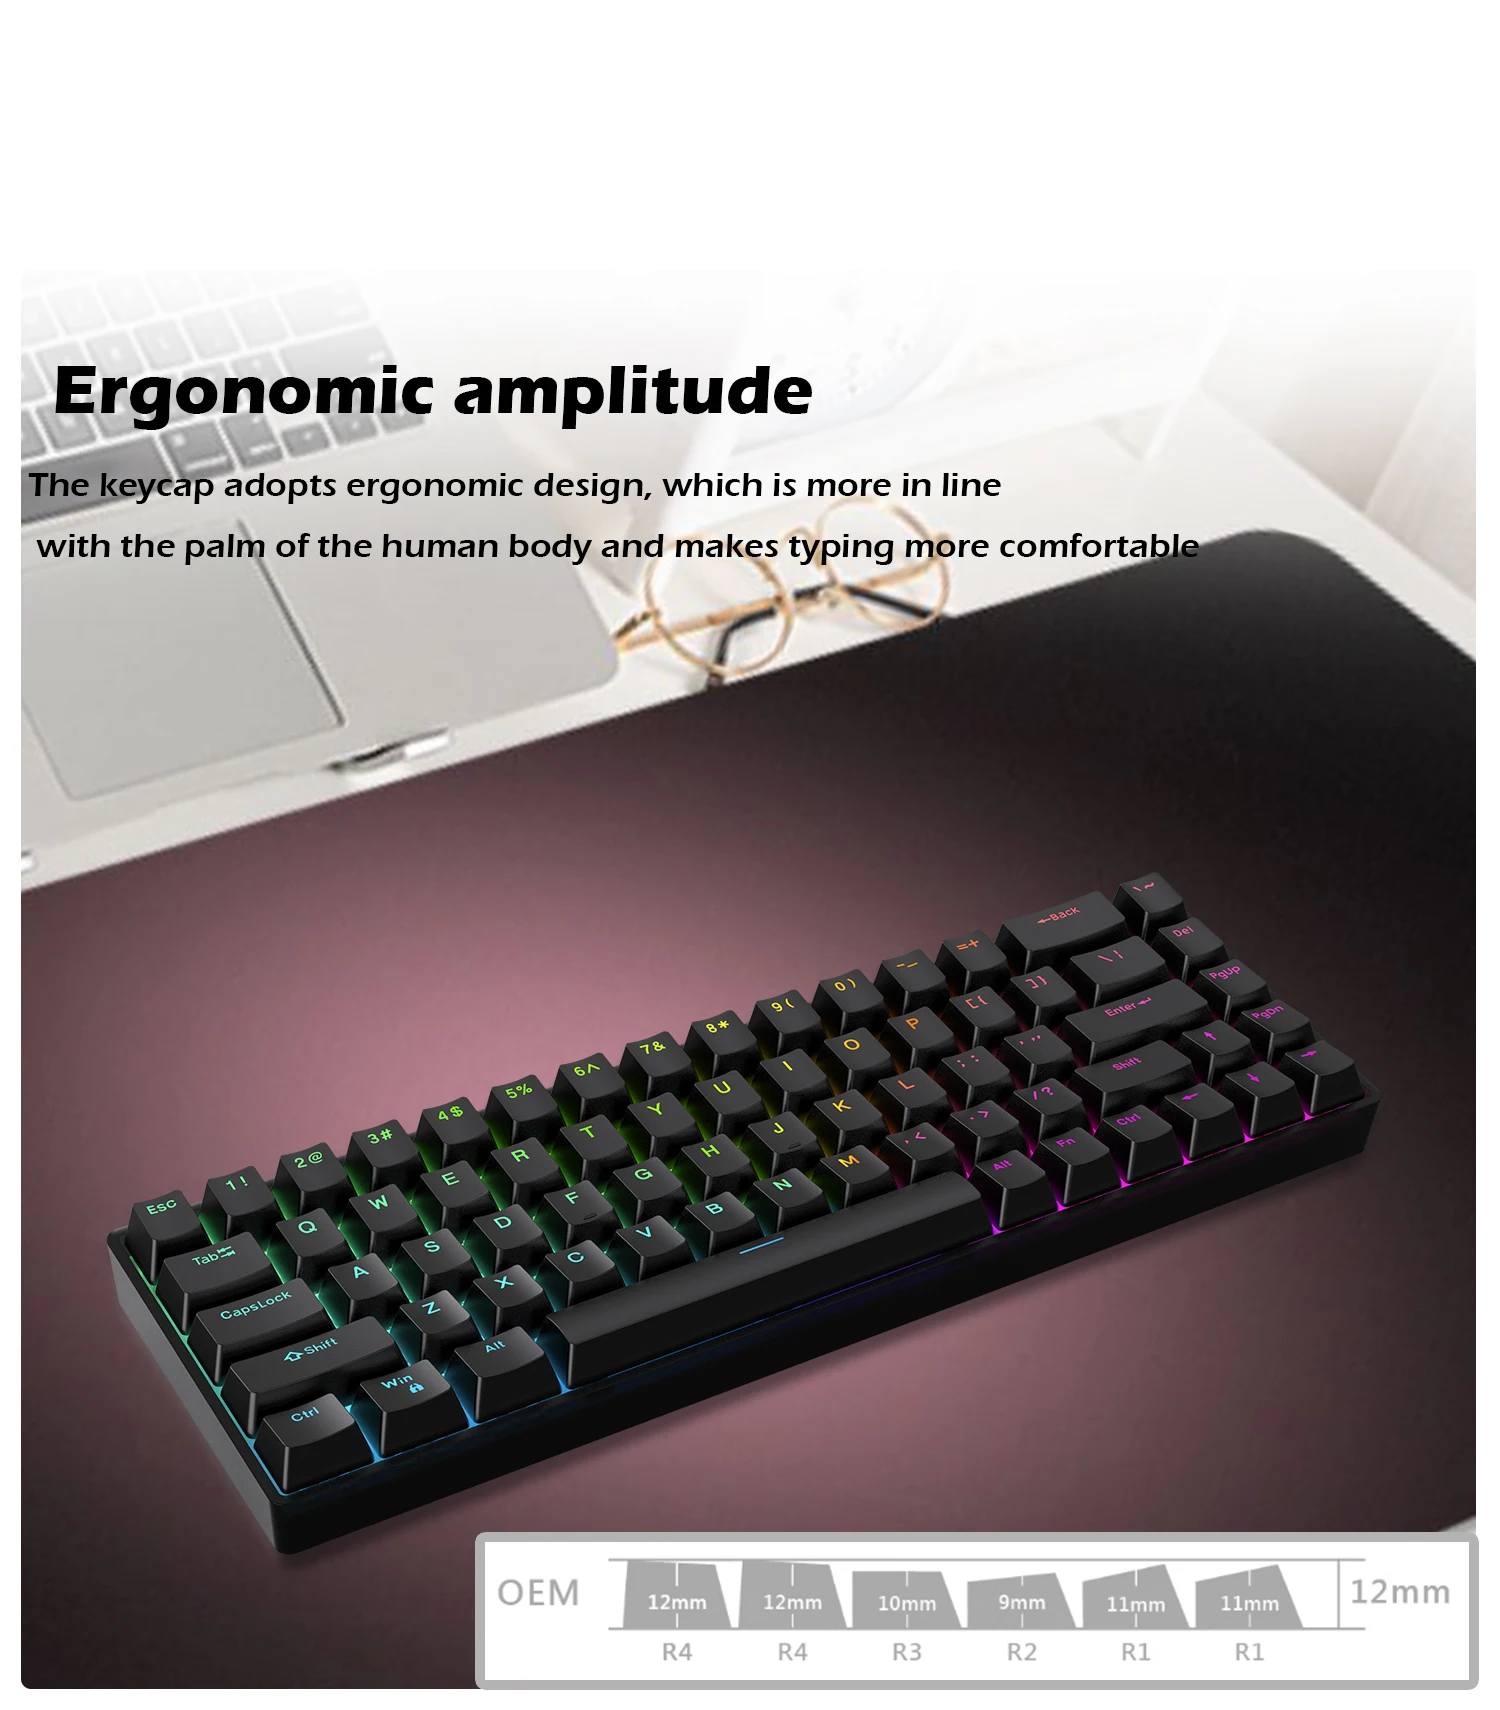 Ergonomic amplitude
The keycap adopts ergonomic design, which is more in line
with the palm of the human body and makes typing more comfortable
\~
←Back Del
=+ \¦ PgUp
-_ ]} Enter↵ PgDn
0) [{ '" Shift ↑ →
9( P ;: /? ↓
8* O L .> Ctrl ←
7& I K ,< Fn
6^ U J M Alt
5% Y H N
4$ T G B
3# R F V
2@ E D C
1! W S X
Esc Q A Z Alt
Tab
CapsLock
Shift Win
Ctrl
OEM 12mm 12mm 10mm 9mm 11mm 11mm 12mm
R4 R4 R3 R2 R1 R1